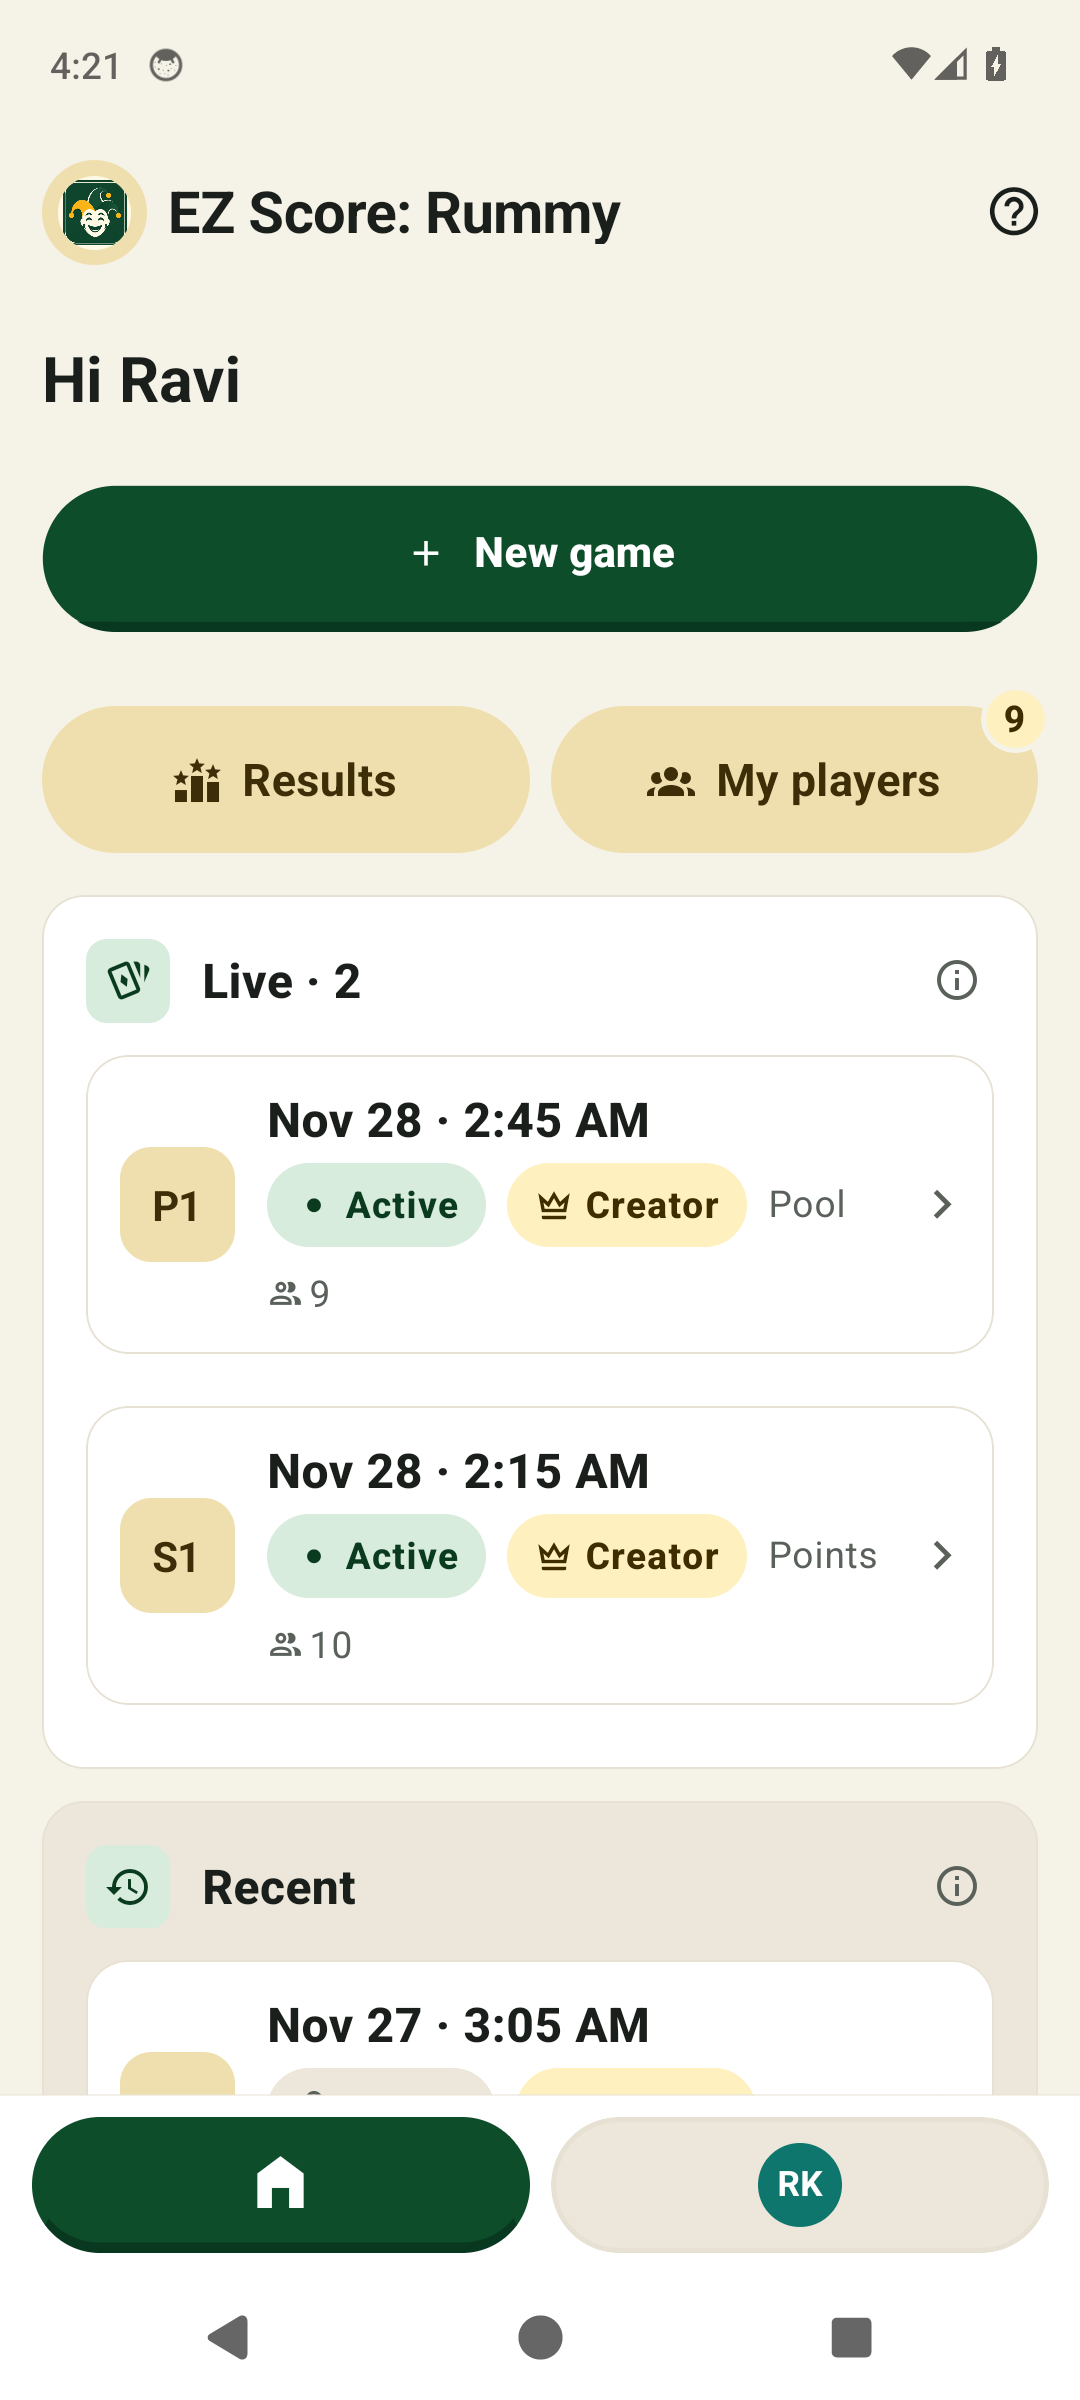 4:21
EZ Score: Rummy
Hi Ravi
+ New game
Results
My players
9
Live · 2
Nov 28 · 2:45 AM
P1
• Active
Creator
Pool
9
Nov 28 · 2:15 AM
S1
• Active
Creator
Points
10
Recent
Nov 27 · 3:05 AM
RK